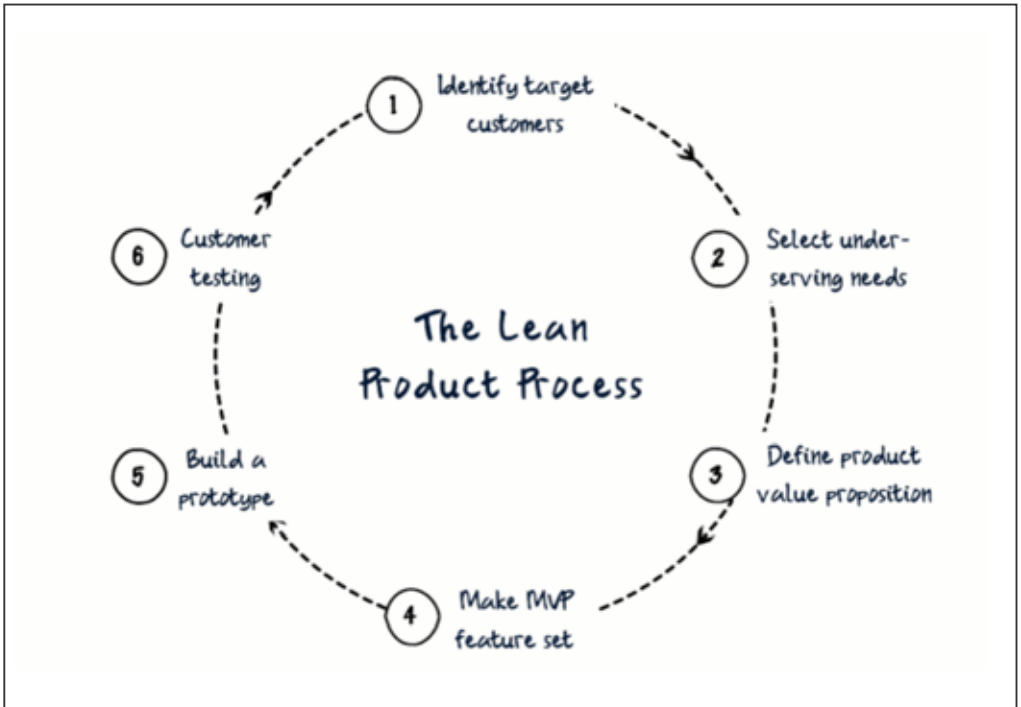 1
Identify target
customers
2
Select under-
serving needs
3
Define product
value proposition
4
Make MVP
feature set
5
Build a
prototype
6
Customer
testing
The Lean
Product Process